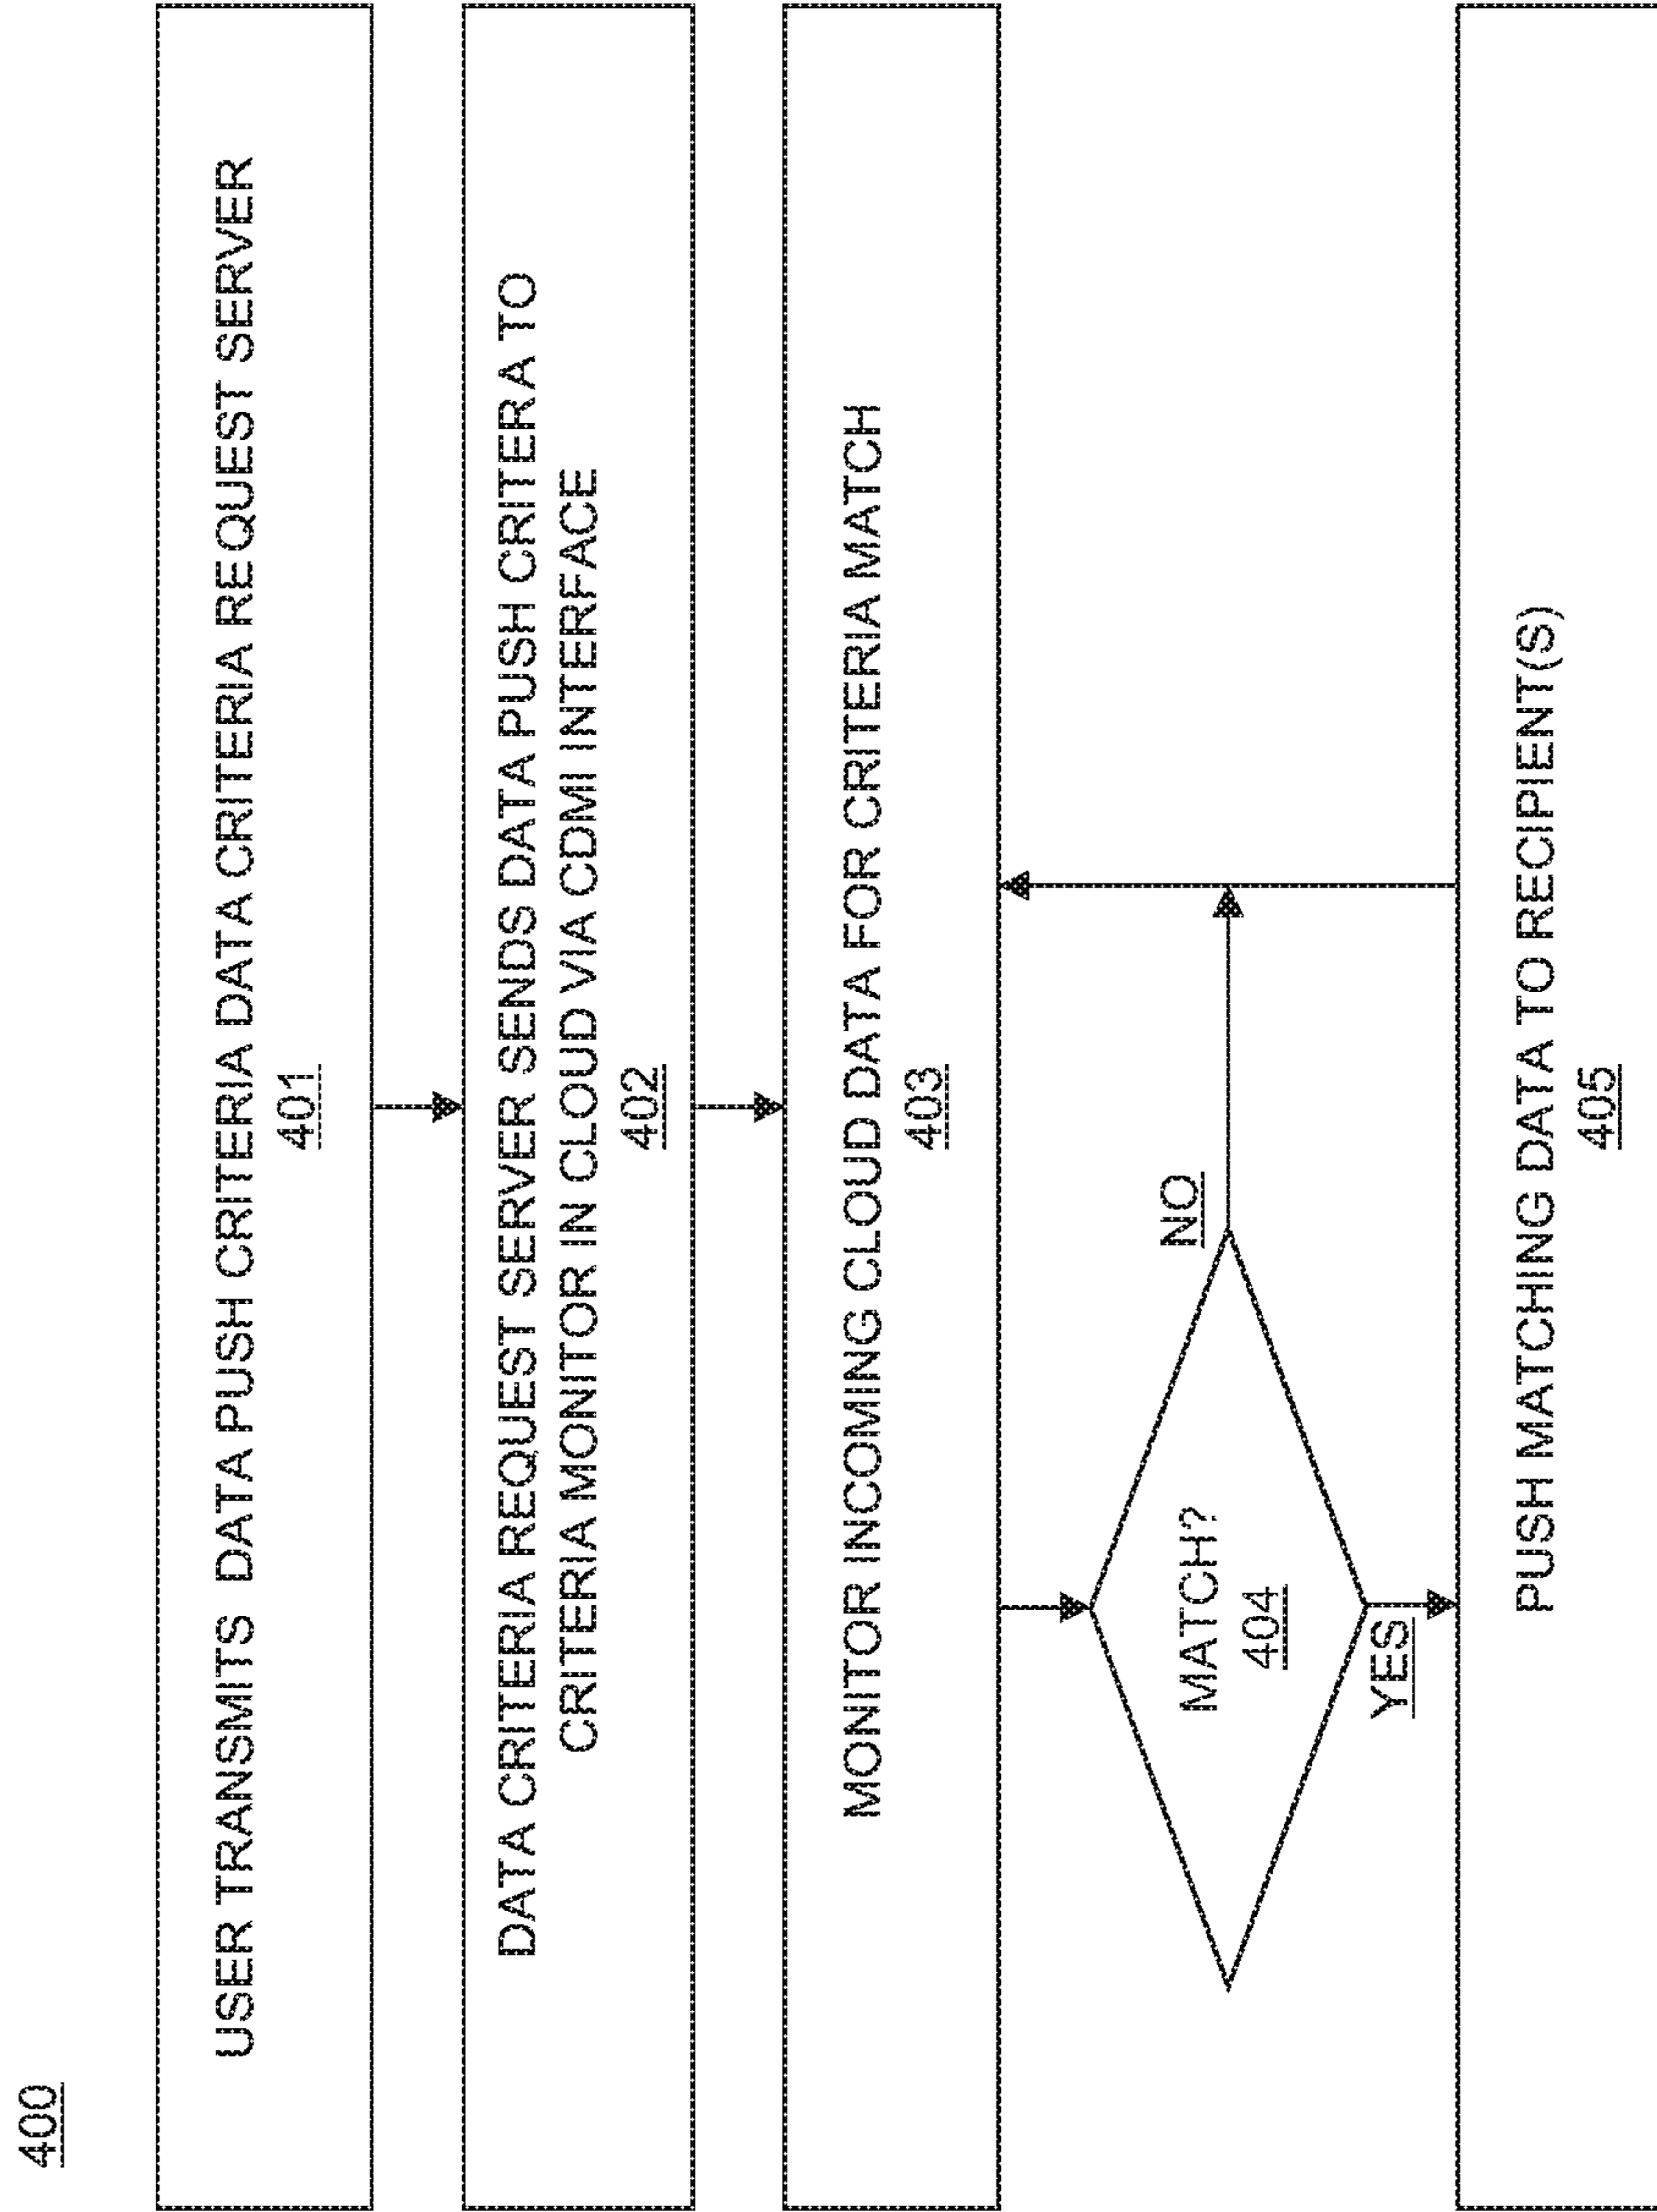 400
USER TRANSMITS DATA PUSH CRITERIA DATA CRITERIA REQUEST SERVER
401
DATA CRITERIA REQUEST SERVER SENDS DATA PUSH CRITERA TO
CRITERIA MONITOR IN CLOUD VIA CDMI INTERFACE
402
MONITOR INCOMING CLOUD DATA FOR CRITERIA MATCH
403
NO
MATCH?
404
YES
PUSH MATCHING DATA TO RECIPIENT(S)
405